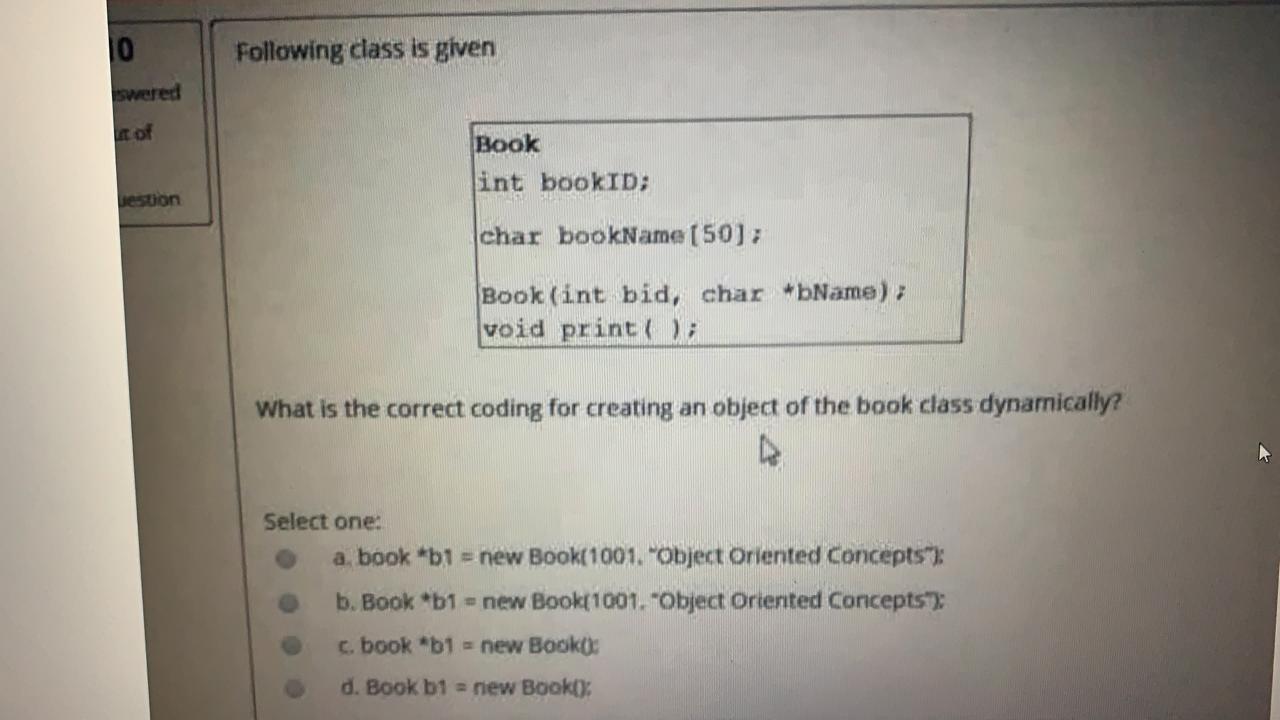 10
swered
ut of
uestion
Following class is given
Book
int bookID;
char bookName[50];
Book(int bid, char *bName);
void print( );
What is the correct coding for creating an object of the book class dynamically?
Select one:
a. book *b1 = new Book(1001, "Object Oriented Concepts");
b. Book *b1 = new Book(1001, "Object Oriented Concepts");
c. book *b1 = new Book();
d. Book b1 = new Book();